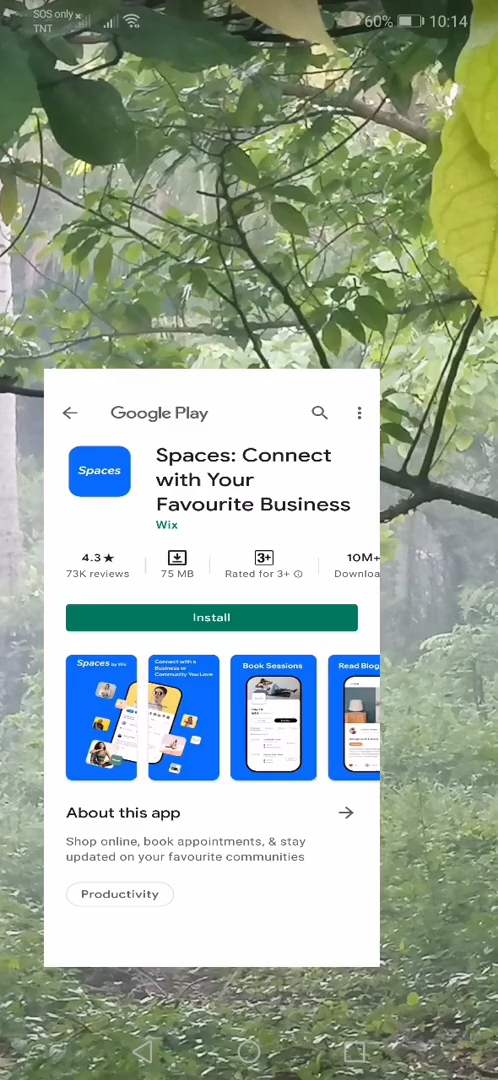 SOS only
TNT
60%
10:14
Google Play
Spaces
Spaces: Connect
with Your
Favourite Business
Wix
4.3★
73K reviews
75 MB
3+
Rated for 3+
10M+
Downloa
Install
Spaces by Wix
Connect with a
Business or
Community You Love
Book Sessions
Read Blog
About this app
Shop online, book appointments, & stay
updated on your favourite communities
Productivity